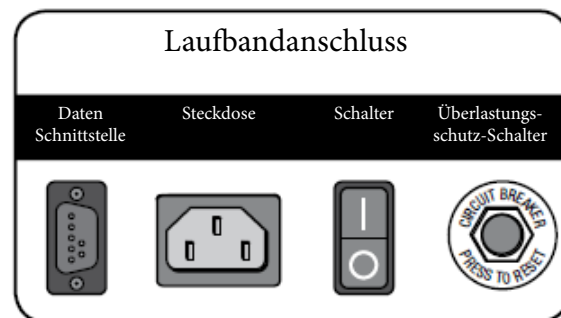 Laufbandanschluss
Daten
Schnittstelle
Steckdose
Schalter
Überlastungs-
schutz-Schalter
CIRCUIT BREAKER
PRESS TO RESET